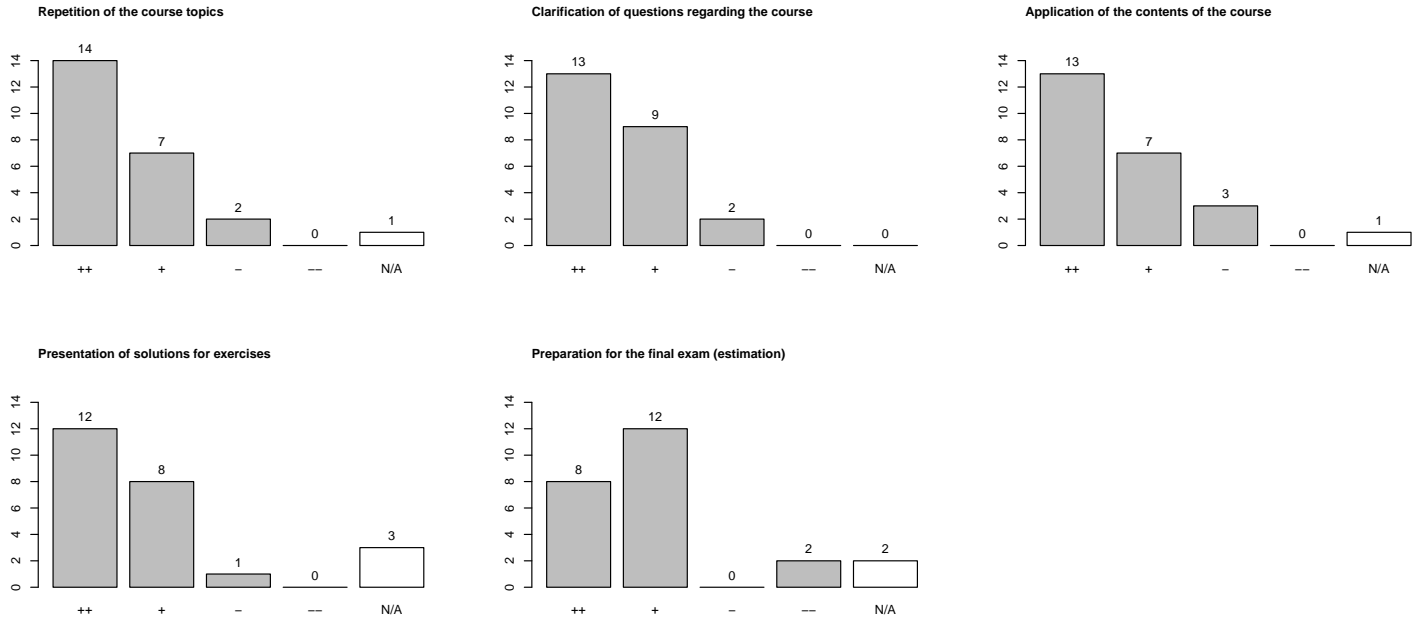 Repetition of the course topics
14
7
2
0
1
0 2 4 6 8 10 12 14
++ + − −− N/A
Clarification of questions regarding the course
13
9
2
0
0
0 2 4 6 8 10 12 14
++ + − −− N/A
Application of the contents of the course
13
7
3
0
1
0 2 4 6 8 10 12 14
++ + − −− N/A
Presentation of solutions for exercises
12
8
1
0
3
0 2 4 6 8 10 12 14
++ + − −− N/A
Preparation for the final exam (estimation)
8
12
0
2
2
0 2 4 6 8 10 12 14
++ + − −− N/A